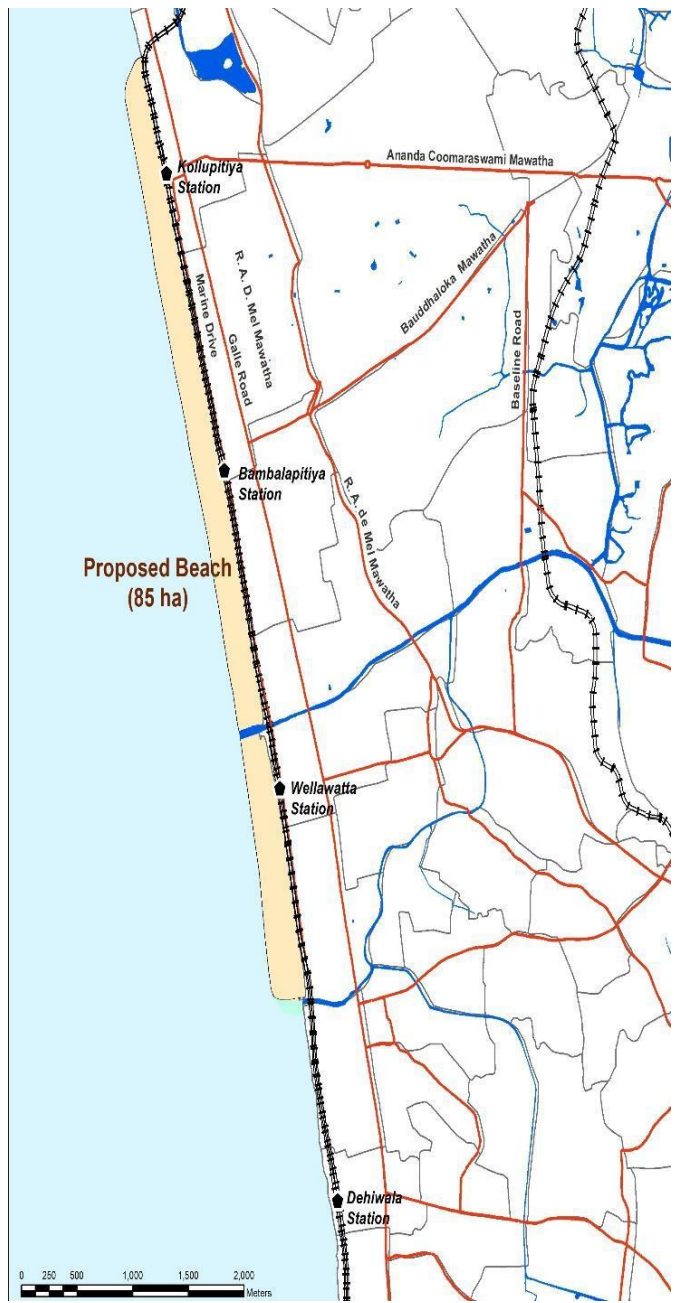 Ananda Coomaraswami Mawatha
Kollupitiya
Station
Bauddhaloka Mawatha
R. A. D. Mel Mawatha
Marine Drive
Galle Road
Baseline Road
Bambalapitiya
Station
R. A. de Mel Mawatha
Proposed Beach
(85 ha)
Wellawatta
Station
Dehiwala
Station
0 250 500 1,000 1,500 2,000
Meters